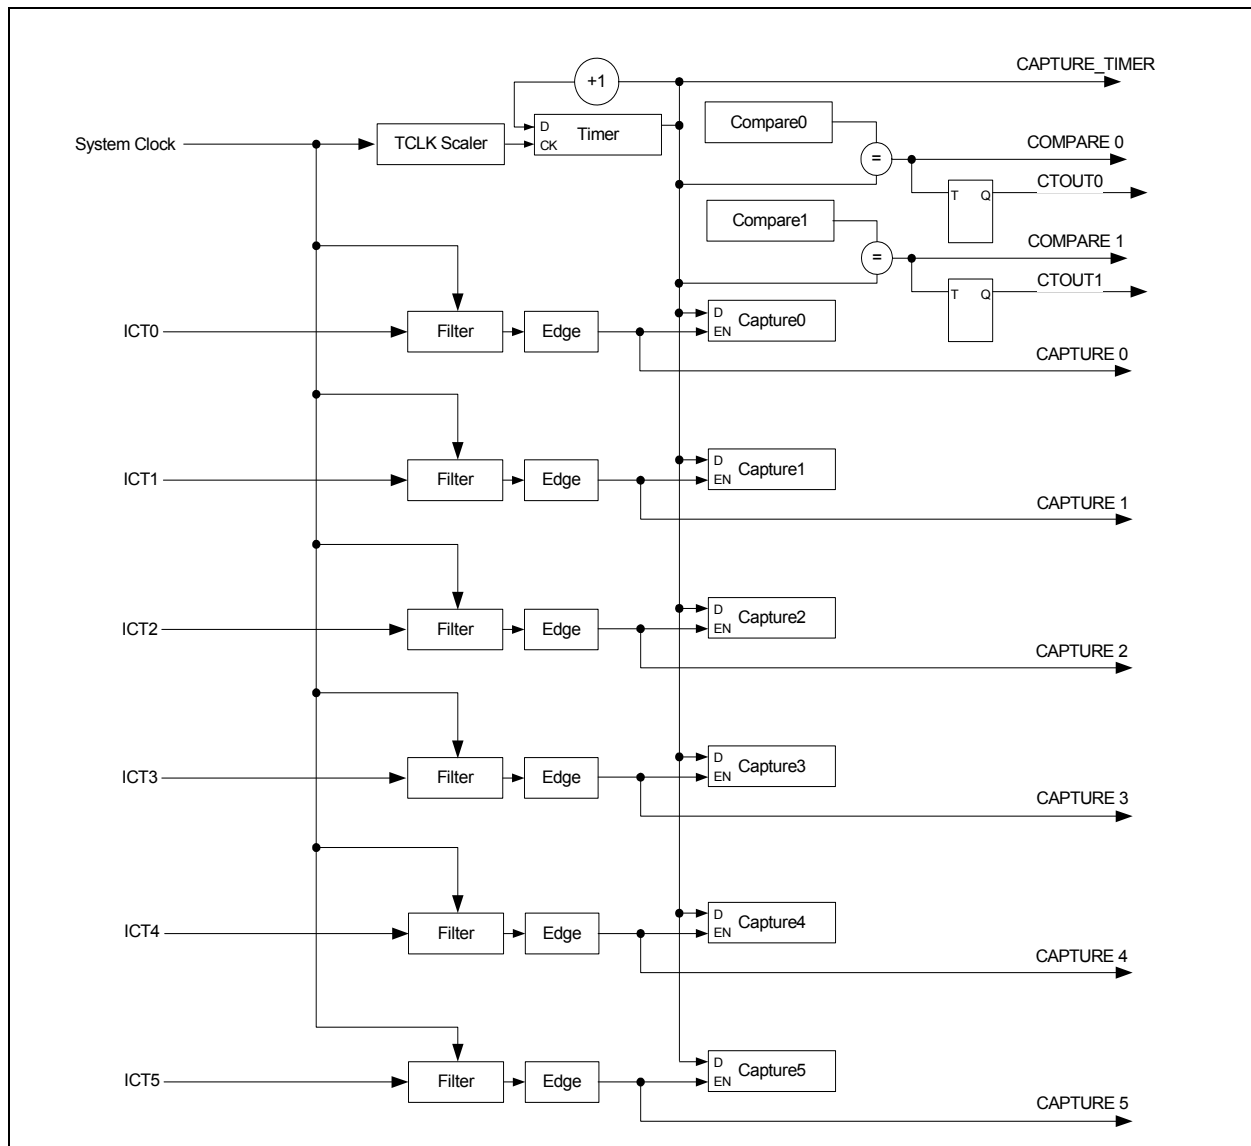 CAPTURE_TIMER
+1
D
CK
Timer
Compare0
System Clock
TCLK Scaler
=
COMPARE 0
CTOUT0
T Q
Compare1
=
COMPARE 1
CTOUT1
T Q
ICT0
Filter
Edge
D
EN
Capture0
CAPTURE 0
ICT1
Filter
Edge
D
EN
Capture1
CAPTURE 1
ICT2
Filter
Edge
D
EN
Capture2
CAPTURE 2
ICT3
Filter
Edge
D
EN
Capture3
CAPTURE 3
ICT4
Filter
Edge
D
EN
Capture4
CAPTURE 4
ICT5
Filter
Edge
D
EN
Capture5
CAPTURE 5